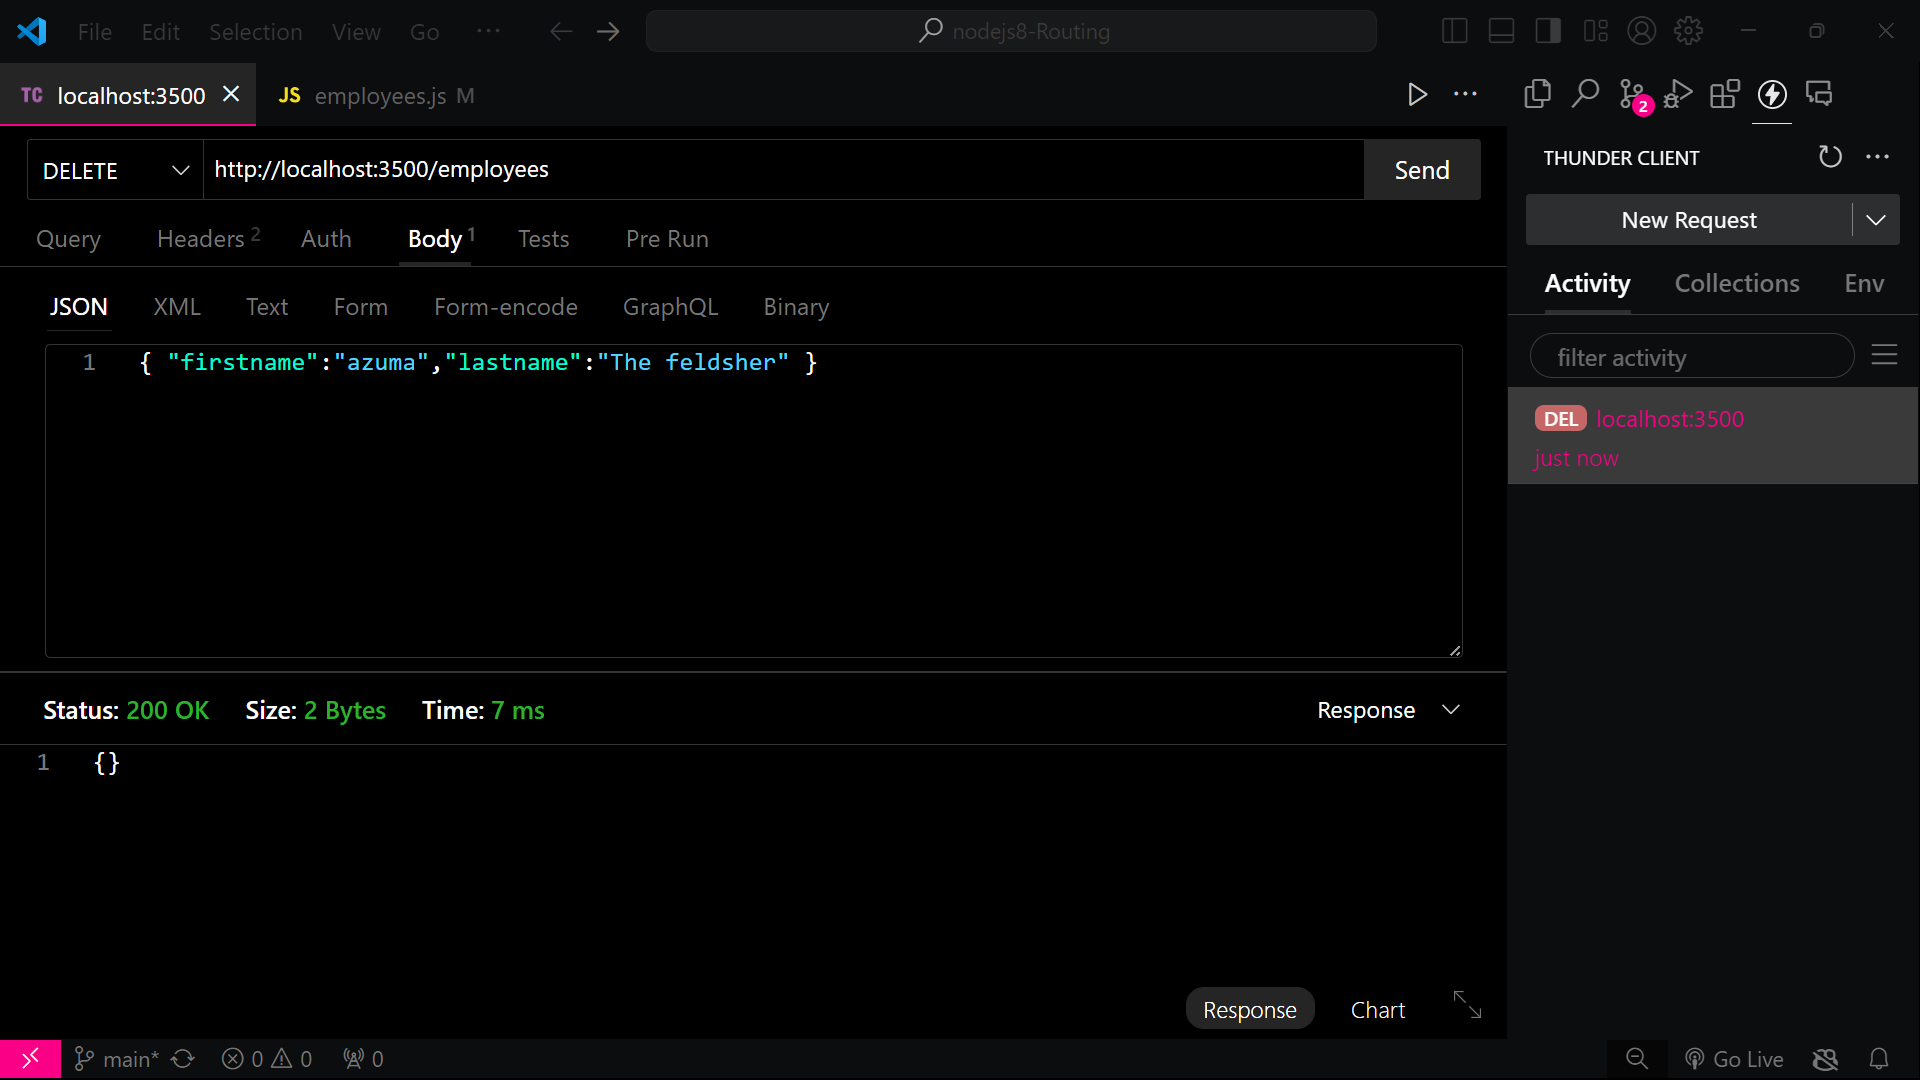 File Edit Selection View Go ··· nodejs8-Routing
TC localhost:3500 JS employees.js M
2
DELETE http://localhost:3500/employees Send
Query Headers 2 Auth Body 1 Tests Pre Run
JSON XML Text Form Form-encode GraphQL Binary
1 { "firstname":"azuma","lastname":"The feldsher" }
Status: 200 OK Size: 2 Bytes Time: 7 ms Response
1 {}
Response Chart
THUNDER CLIENT
New Request
Activity Collections Env
filter activity
DEL localhost:3500
just now
main* 0 0 0 Go Live